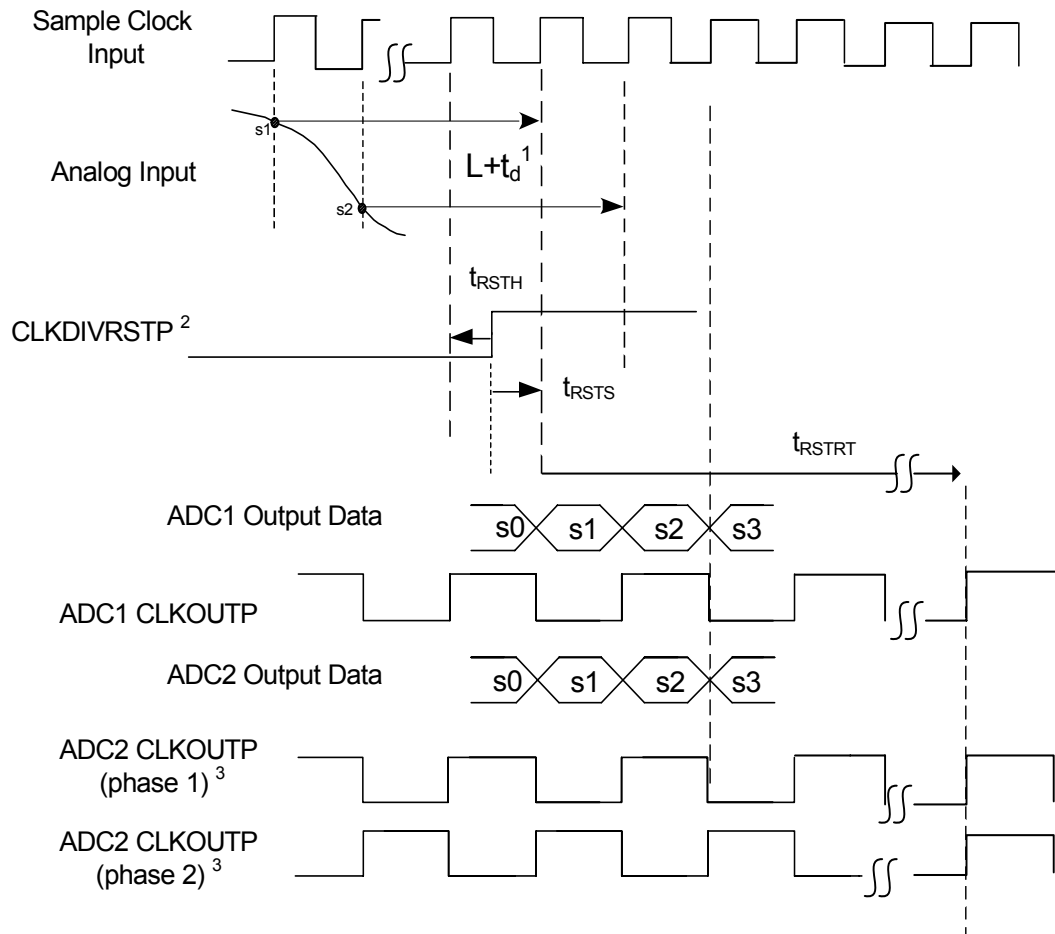 Sample Clock
Input
s1
Analog Input
L+td1
s2
tRSTH
CLKDIVRSTP 2
tRSTS
tRSTRT
ADC1 Output Data
s0 s1 s2 s3
ADC1 CLKOUTP
ADC2 Output Data
s0 s1 s2 s3
ADC2 CLKOUTP
(phase 1) 3
ADC2 CLKOUTP
(phase 2) 3